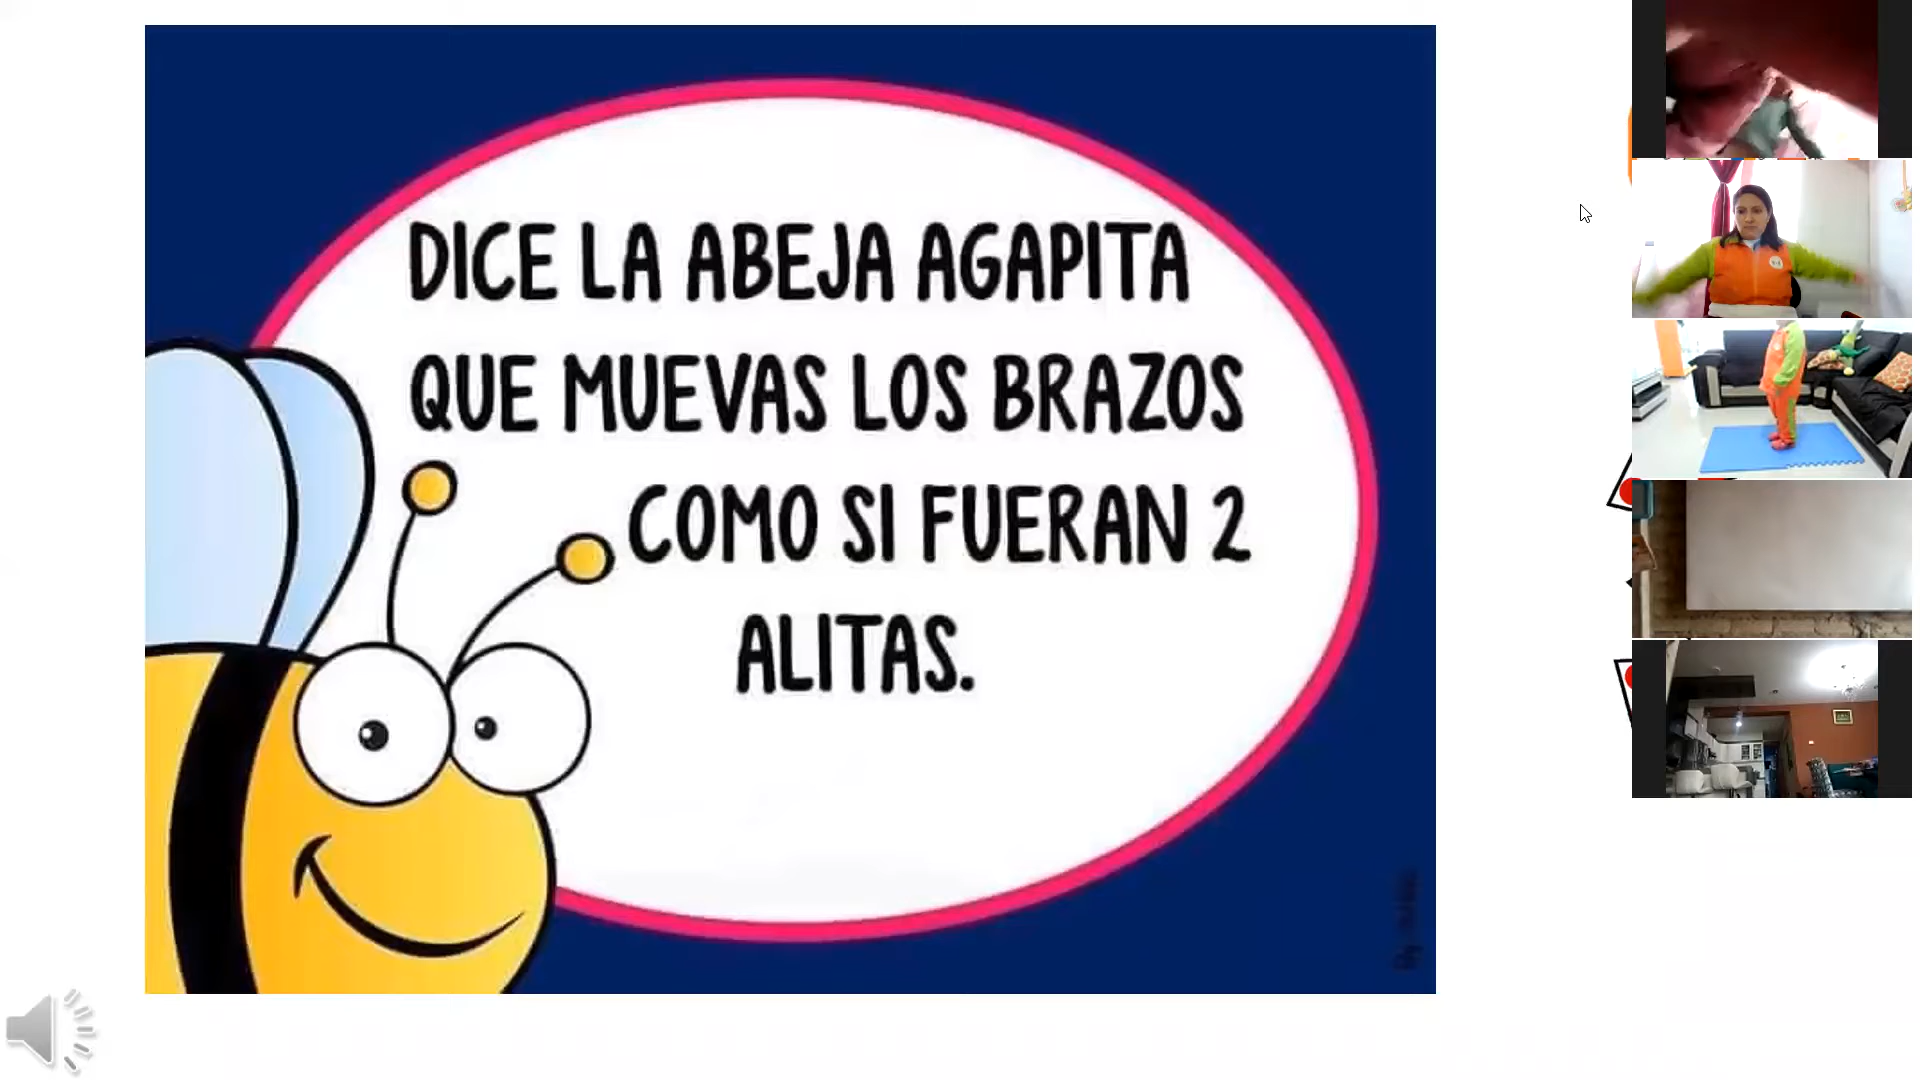 DICE LA ABEJA AGAPITA
QUE MUEVAS LOS BRAZOS
COMO SI FUERAN 2
ALITAS.